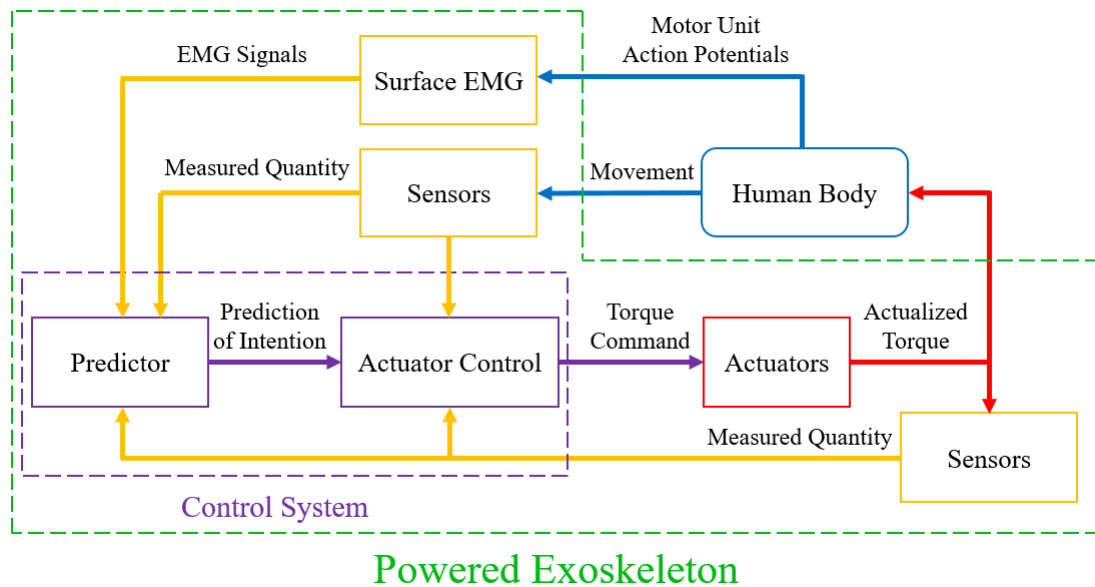 Motor Unit
Action Potentials
EMG Signals
Surface EMG
Measured Quantity
Sensors
Movement
Human Body
Prediction
of Intention
Torque
Command
Actualized
Torque
Predictor
Actuator Control
Actuators
Measured Quantity
Sensors
Control System
Powered Exoskeleton